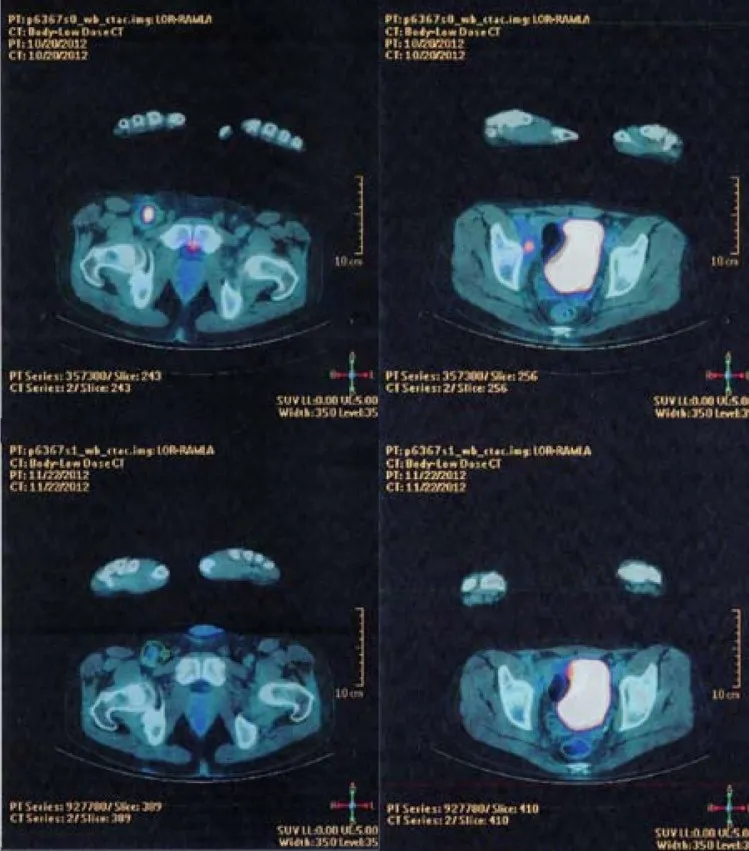 PT: p6367s0_wb_ctac.img: LOR-RAMLA
CT: Body-Low Dose CT
PT: 10/20/2012
CT: 10/20/2012
10 cm
PT Series: 357380/ Slice: 243
CT Series: 2/ Slice: 243
SUV LL:0.00 UL:5.00
Width: 350 Level: 35
PT: p6367s0_wb_ctac.img: LOR-RAMLA
CT: Body-Low Dose CT
PT: 10/20/2012
CT: 10/20/2012
10 cm
PT Series: 357380/ Slice: 256
CT Series: 2/ Slice: 256
SUV LL:0.00 UL:5.00
Width: 350 Level: 35
PT: p6367s1_wb_ctac.img: LOR-RAMLA
CT: Body-Low Dose CT
PT: 11/22/2012
CT: 11/22/2012
10 cm
PT Series: 927780/ Slice: 389
CT Series: 2/ Slice: 389
SUV LL:0.00 UL:5.00
Width: 350 Level: 35
PT: p6367s1_wb_ctac.img: LOR-RAMLA
CT: Body-Low Dose CT
PT: 11/22/2012
CT: 11/22/2012
10 cm
PT Series: 927780/ Slice: 410
CT Series: 2/ Slice: 410
SUV LL:0.00 UL:5.00
Width: 350 Level: 35